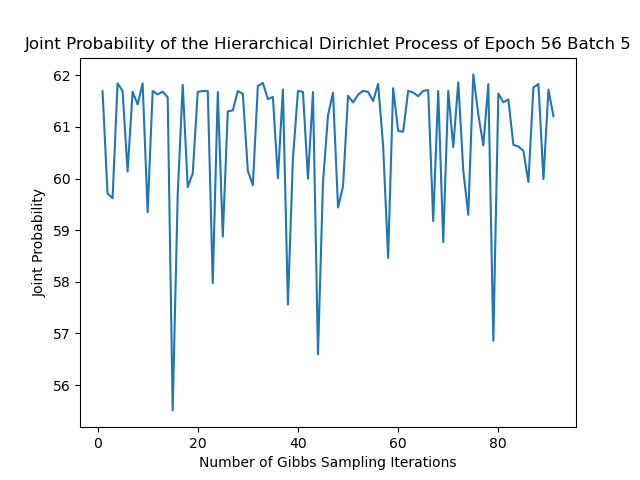 Joint Probability of the Hierarchical Dirichlet Process of Epoch 56 Batch 5
62
61
60
59
58
57
56
Joint Probability
0 20 40 60 80
Number of Gibbs Sampling Iterations